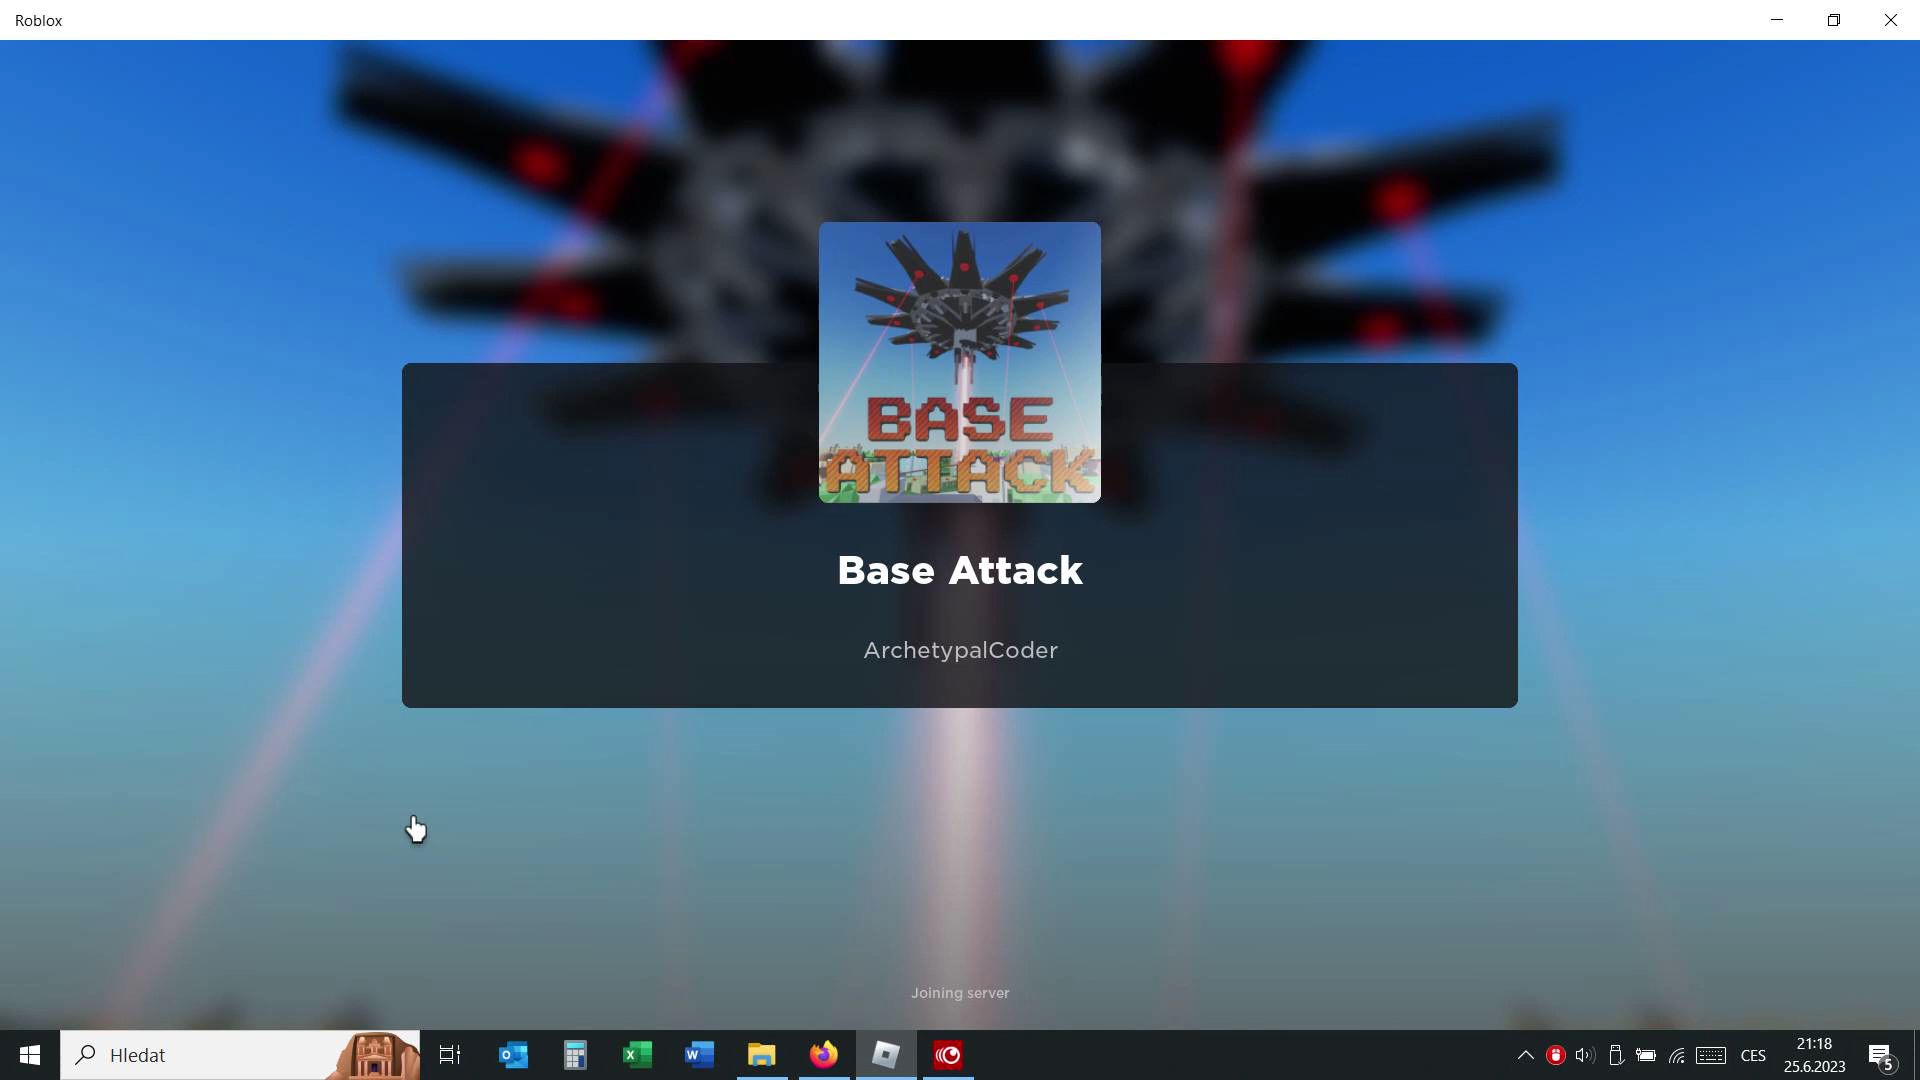 Roblox
BASE
ATTACK
Base Attack
ArchetypalCoder
Joining server
Hledat
CES
21:18
25.6.2023
5